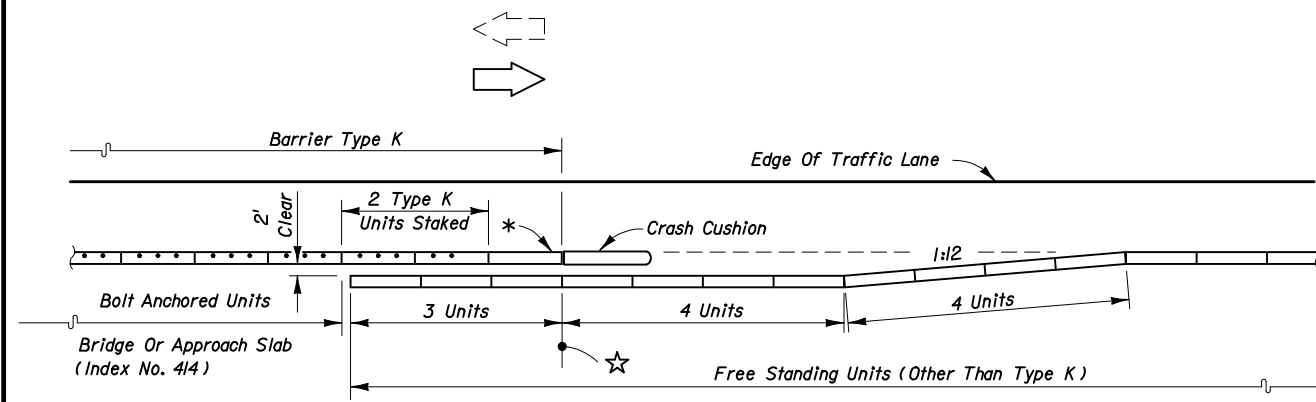 Barrier Type K
Edge Of Traffic Lane
2' Clear
2 Type K
Units Staked
*
Crash Cushion
1:12
Bolt Anchored Units
3 Units
4 Units
4 Units
Bridge Or Approach Slab
(Index No. 414)
☆
Free Standing Units (Other Than Type K)